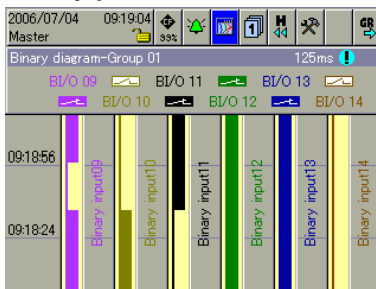 2006/07/04 09:19:04
Master 93% 1 H GR
Binary diagram-Group 01 125ms
BI/O 09 BI/O 11 BI/O 13
BI/O 10 BI/O 12 BI/O 14
09:18:56
09:18:24
Binary input09
Binary input10
Binary input11
Binary input12
Binary input13
Binary input14